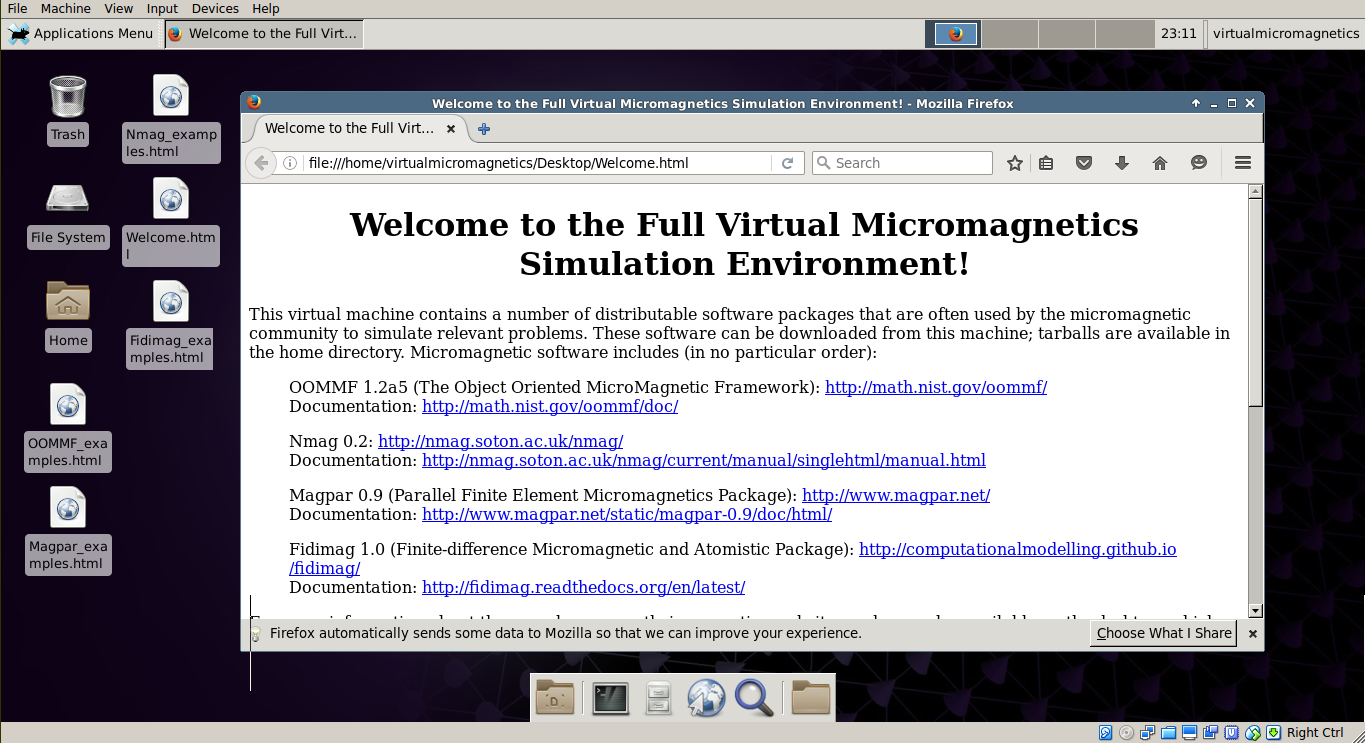 File Machine View Input Devices Help
Applications Menu
Welcome to the Full Virt...
23:11
virtualmicromagnetics
Trash
Nmag_examp
les.html
File System
Welcome.htm
l
Home
Fidimag_exa
mples.html
OOMMF_exa
mples.html
Magpar_exa
mples.html
Welcome to the Full Virtual Micromagnetics Simulation Environment! - Mozilla Firefox
Welcome to the Full Virt...
file:///home/virtualmicromagnetics/Desktop/Welcome.html
Search
Welcome to the Full Virtual Micromagnetics
Simulation Environment!
This virtual machine contains a number of distributable software packages that are often used by the micromagnetic
community to simulate relevant problems. These software can be downloaded from this machine; tarballs are available in
the home directory. Micromagnetic software includes (in no particular order):
OOMMF 1.2a5 (The Object Oriented MicroMagnetic Framework): http://math.nist.gov/oommf/
Documentation: http://math.nist.gov/oommf/doc/
Nmag 0.2: http://nmag.soton.ac.uk/nmag/
Documentation: http://nmag.soton.ac.uk/nmag/current/manual/singlehtml/manual.html
Magpar 0.9 (Parallel Finite Element Micromagnetics Package): http://www.magpar.net/
Documentation: http://www.magpar.net/static/magpar-0.9/doc/html/
Fidimag 1.0 (Finite-difference Micromagnetic and Atomistic Package): http://computationalmodelling.github.io
/fidimag/
Documentation: http://fidimag.readthedocs.org/en/latest/
Firefox automatically sends some data to Mozilla so that we can improve your experience.
Choose What I Share
Right Ctrl